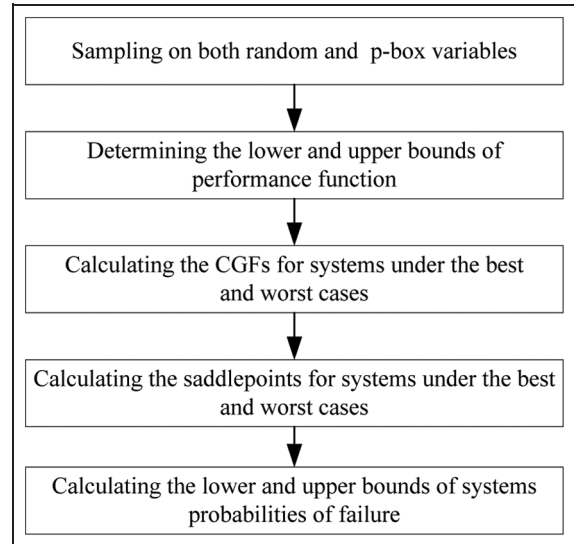 Sampling on both random and p-box variables
Determining the lower and upper bounds of
performance function
Calculating the CGFs for systems under the best
and worst cases
Calculating the saddlepoints for systems under the best
and worst cases
Calculating the lower and upper bounds of systems
probabilities of failure